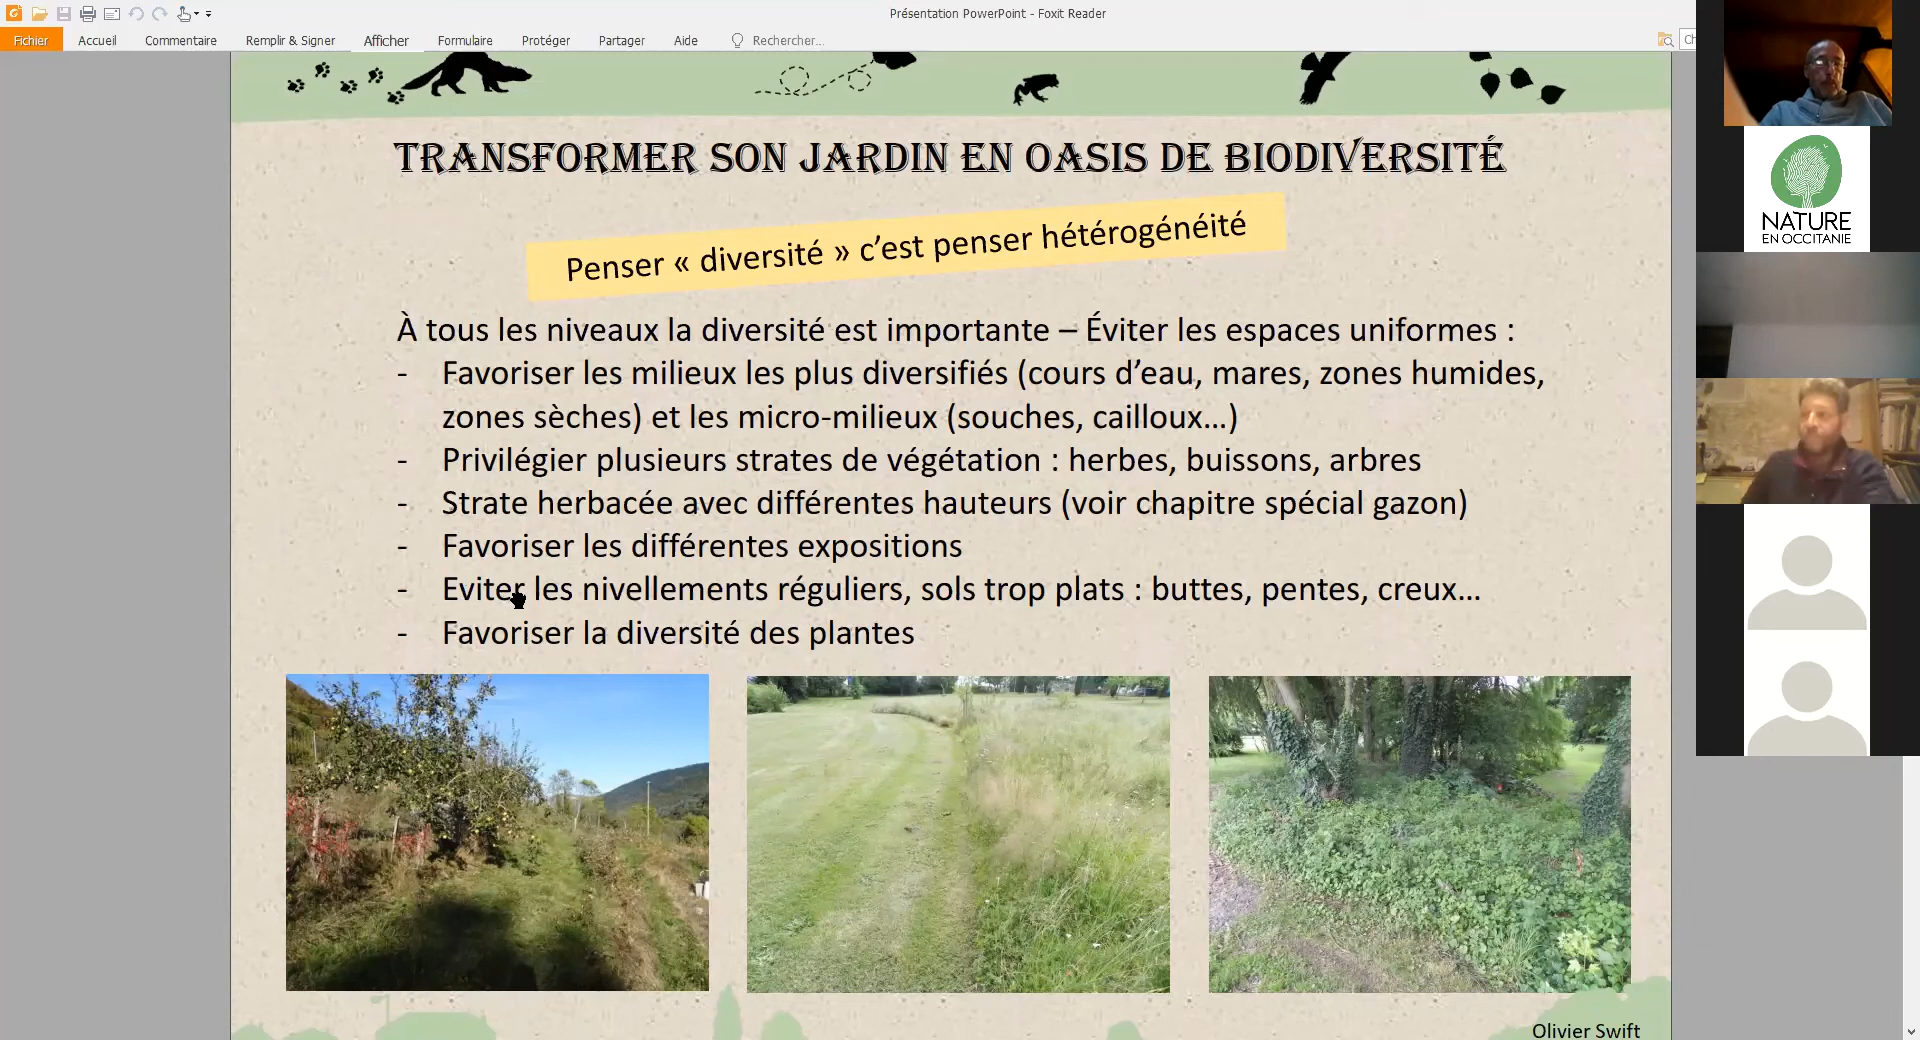 Présentation PowerPoint - Foxit Reader
Fichier Accueil Commentaire Remplir & Signer Afficher Formulaire Protéger Partager Aide Rechercher...
TRANSFORMER SON JARDIN EN OASIS DE BIODIVERSITÉ
Penser « diversité » c’est penser hétérogénéité
À tous les niveaux la diversité est importante – Éviter les espaces uniformes :
- Favoriser les milieux les plus diversifiés (cours d’eau, mares, zones humides,
zones sèches) et les micro-milieux (souches, cailloux…)
- Privilégier plusieurs strates de végétation : herbes, buissons, arbres
- Strate herbacée avec différentes hauteurs (voir chapitre spécial gazon)
- Favoriser les différentes expositions
- Eviter les nivellements réguliers, sols trop plats : buttes, pentes, creux…
- Favoriser la diversité des plantes
Olivier Swift
NATURE
EN OCCITANIE